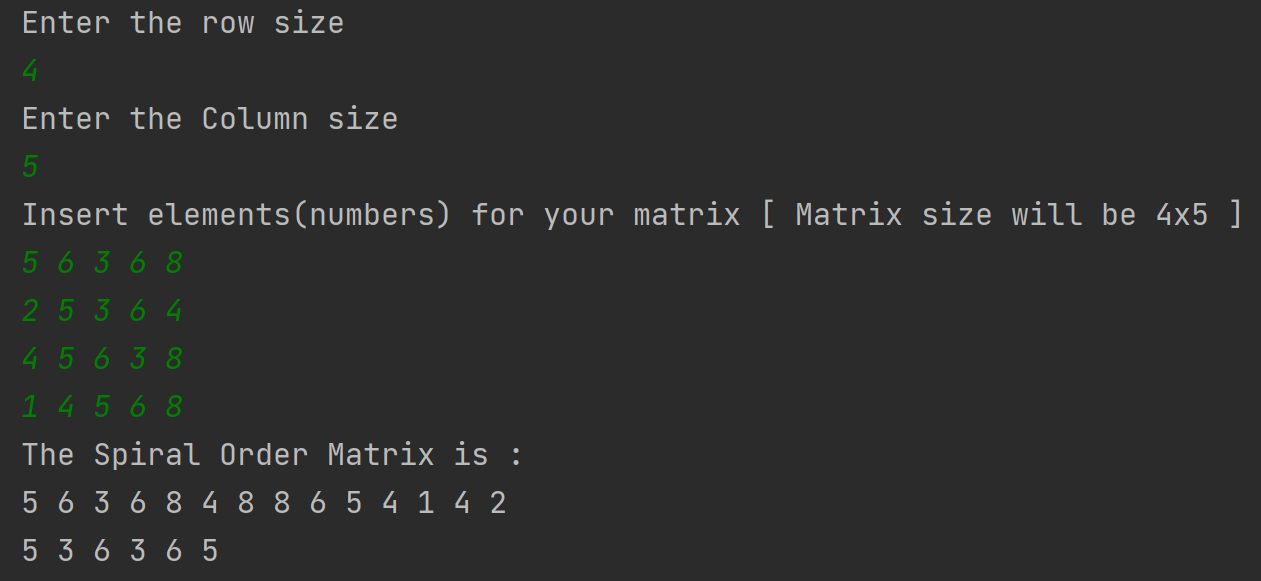 Enter the row size
4
Enter the Column size
5
Insert elements(numbers) for your matrix [ Matrix size will be 4x5 ]
5 6 3 6 8
2 5 3 6 4
4 5 6 3 8
1 4 5 6 8
The Spiral Order Matrix is :
5 6 3 6 8 4 8 8 6 5 4 1 4 2
5 3 6 3 6 5